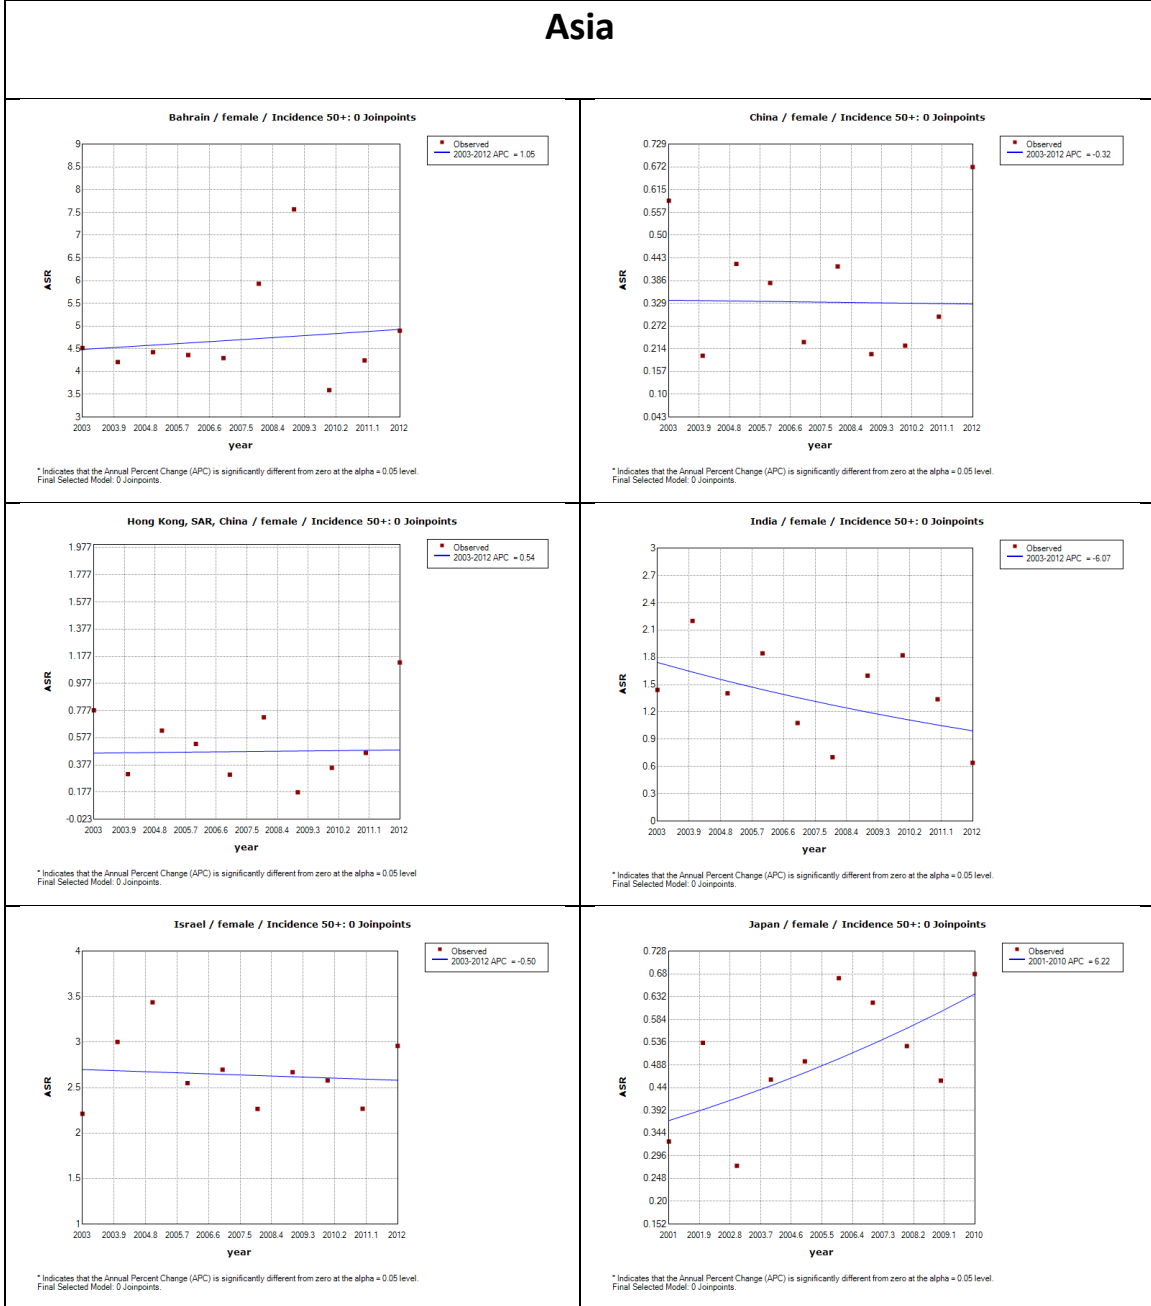 Asia
Bahrain / female / Incidence 50+: 0 Joinpoints
Observed
2003-2012 APC = 1.05
9
8.5
8
7.5
7
6.5
6
5.5
5
4.5
4
3.5
3
ASR
2003 2003.9 2004.8 2005.7 2006.6 2007.5 2008.4 2009.3 2010.2 2011.1 2012
year
* Indicates that the Annual Percent Change (APC) is significantly different from zero at the alpha = 0.05 level.
Final Selected Model: 0 Joinpoints.
China / female / Incidence 50+: 0 Joinpoints
Observed
2003-2012 APC = -0.32
0.729
0.672
0.615
0.557
0.50
0.443
0.386
0.329
0.272
0.214
0.157
0.10
0.043
ASR
2003 2003.9 2004.8 2005.7 2006.6 2007.5 2008.4 2009.3 2010.2 2011.1 2012
year
* Indicates that the Annual Percent Change (APC) is significantly different from zero at the alpha = 0.05 level.
Final Selected Model: 0 Joinpoints.
Hong Kong, SAR, China / female / Incidence 50+: 0 Joinpoints
Observed
2003-2012 APC = 0.54
1.977
1.777
1.577
1.377
1.177
0.977
0.777
0.577
0.377
0.177
-0.023
ASR
2003 2003.9 2004.8 2005.7 2006.6 2007.5 2008.4 2009.3 2010.2 2011.1 2012
year
* Indicates that the Annual Percent Change (APC) is significantly different from zero at the alpha = 0.05 level
Final Selected Model: 0 Joinpoints.
India / female / Incidence 50+: 0 Joinpoints
Observed
2003-2012 APC = -6.07
3
2.7
2.4
2.1
1.8
1.5
1.2
0.9
0.6
0.3
0
ASR
2003 2003.9 2004.8 2005.7 2006.6 2007.5 2008.4 2009.3 2010.2 2011.1 2012
year
* Indicates that the Annual Percent Change (APC) is significantly different from zero at the alpha = 0.05 level.
Final Selected Model: 0 Joinpoints.
Israel / female / Incidence 50+: 0 Joinpoints
Observed
2003-2012 APC = -0.50
4
3.5
3
2.5
2
1.5
1
ASR
2003 2003.9 2004.8 2005.7 2006.6 2007.5 2008.4 2009.3 2010.2 2011.1 2012
year
* Indicates that the Annual Percent Change (APC) is significantly different from zero at the alpha = 0.05 level.
Final Selected Model: 0 Joinpoints.
Japan / female / Incidence 50+: 0 Joinpoints
Observed
2001-2010 APC = 6.22
0.728
0.68
0.632
0.584
0.536
0.488
0.44
0.392
0.344
0.296
0.248
0.20
0.152
ASR
2001 2001.9 2002.8 2003.7 2004.6 2005.5 2006.4 2007.3 2008.2 2009.1 2010
year
* Indicates that the Annual Percent Change (APC) is significantly different from zero at the alpha = 0.05 level.
Final Selected Model: 0 Joinpoints.